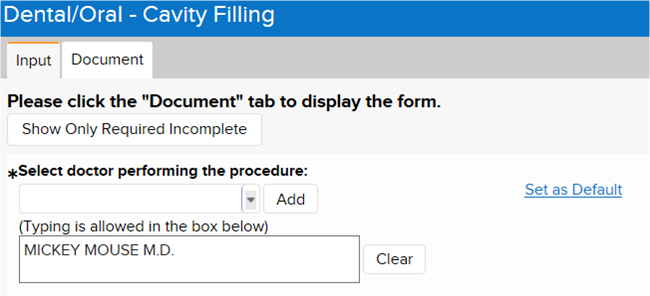 Dental/Oral - Cavity Filling
Input Document
Please click the "Document" tab to display the form.
Show Only Required Incomplete
*Select doctor performing the procedure:
Add Set as Default
(Typing is allowed in the box below)
MICKEY MOUSE M.D.
Clear